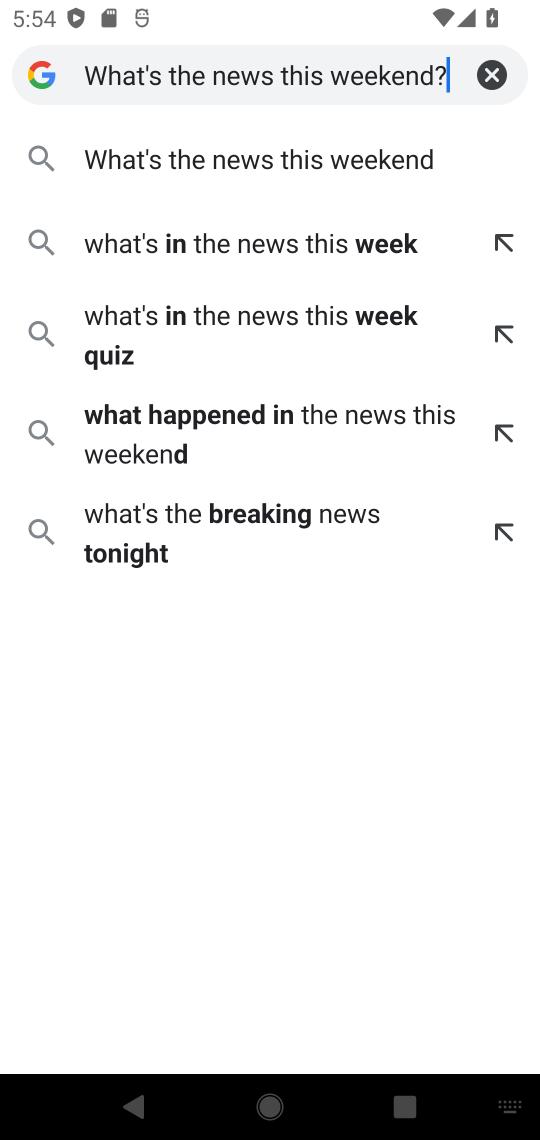 5:54
What's the news this weekend?
What's the news this weekend
what's in the news this week
what's in the news this week
quiz
what happened in the news this
weekend
what's the breaking news
tonight